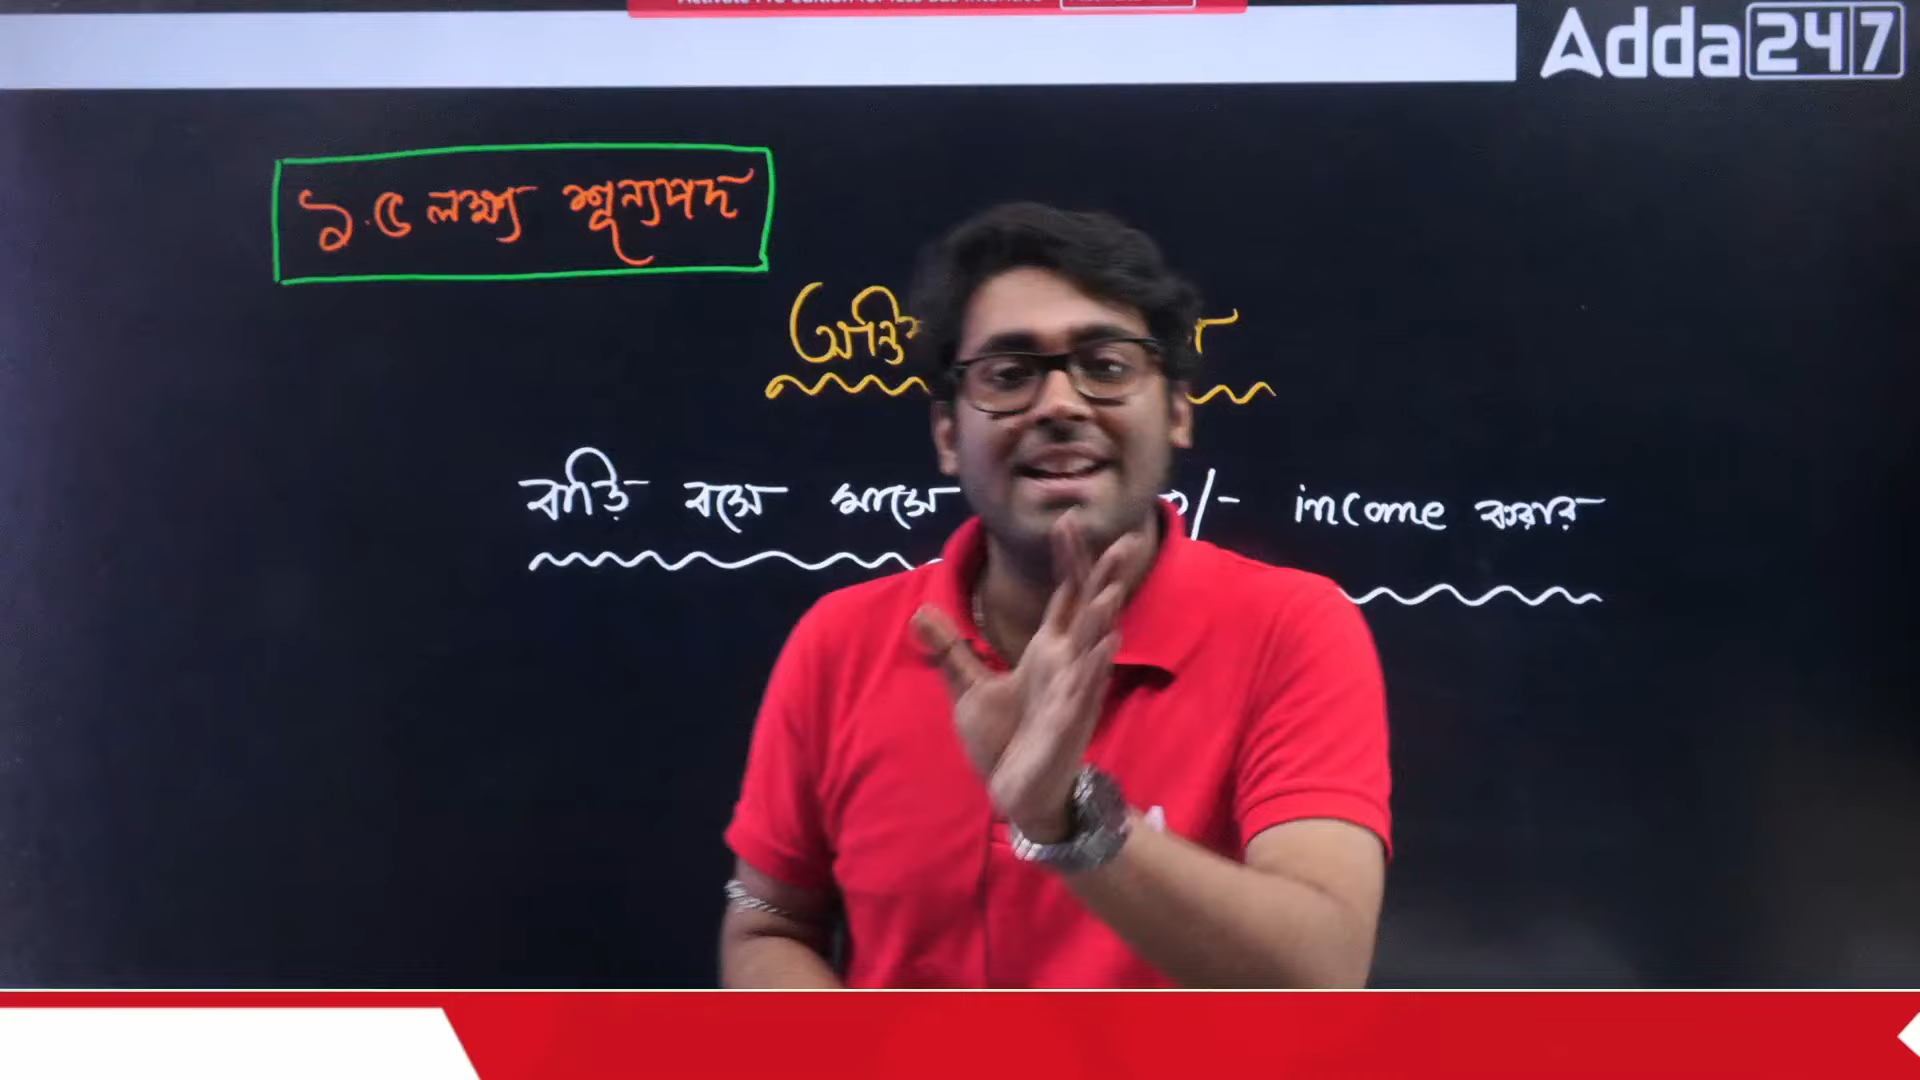 Adda247
১.৫ লক্ষ্য শূন্যপদ
বাড়ি বসে মাসে /- income করার